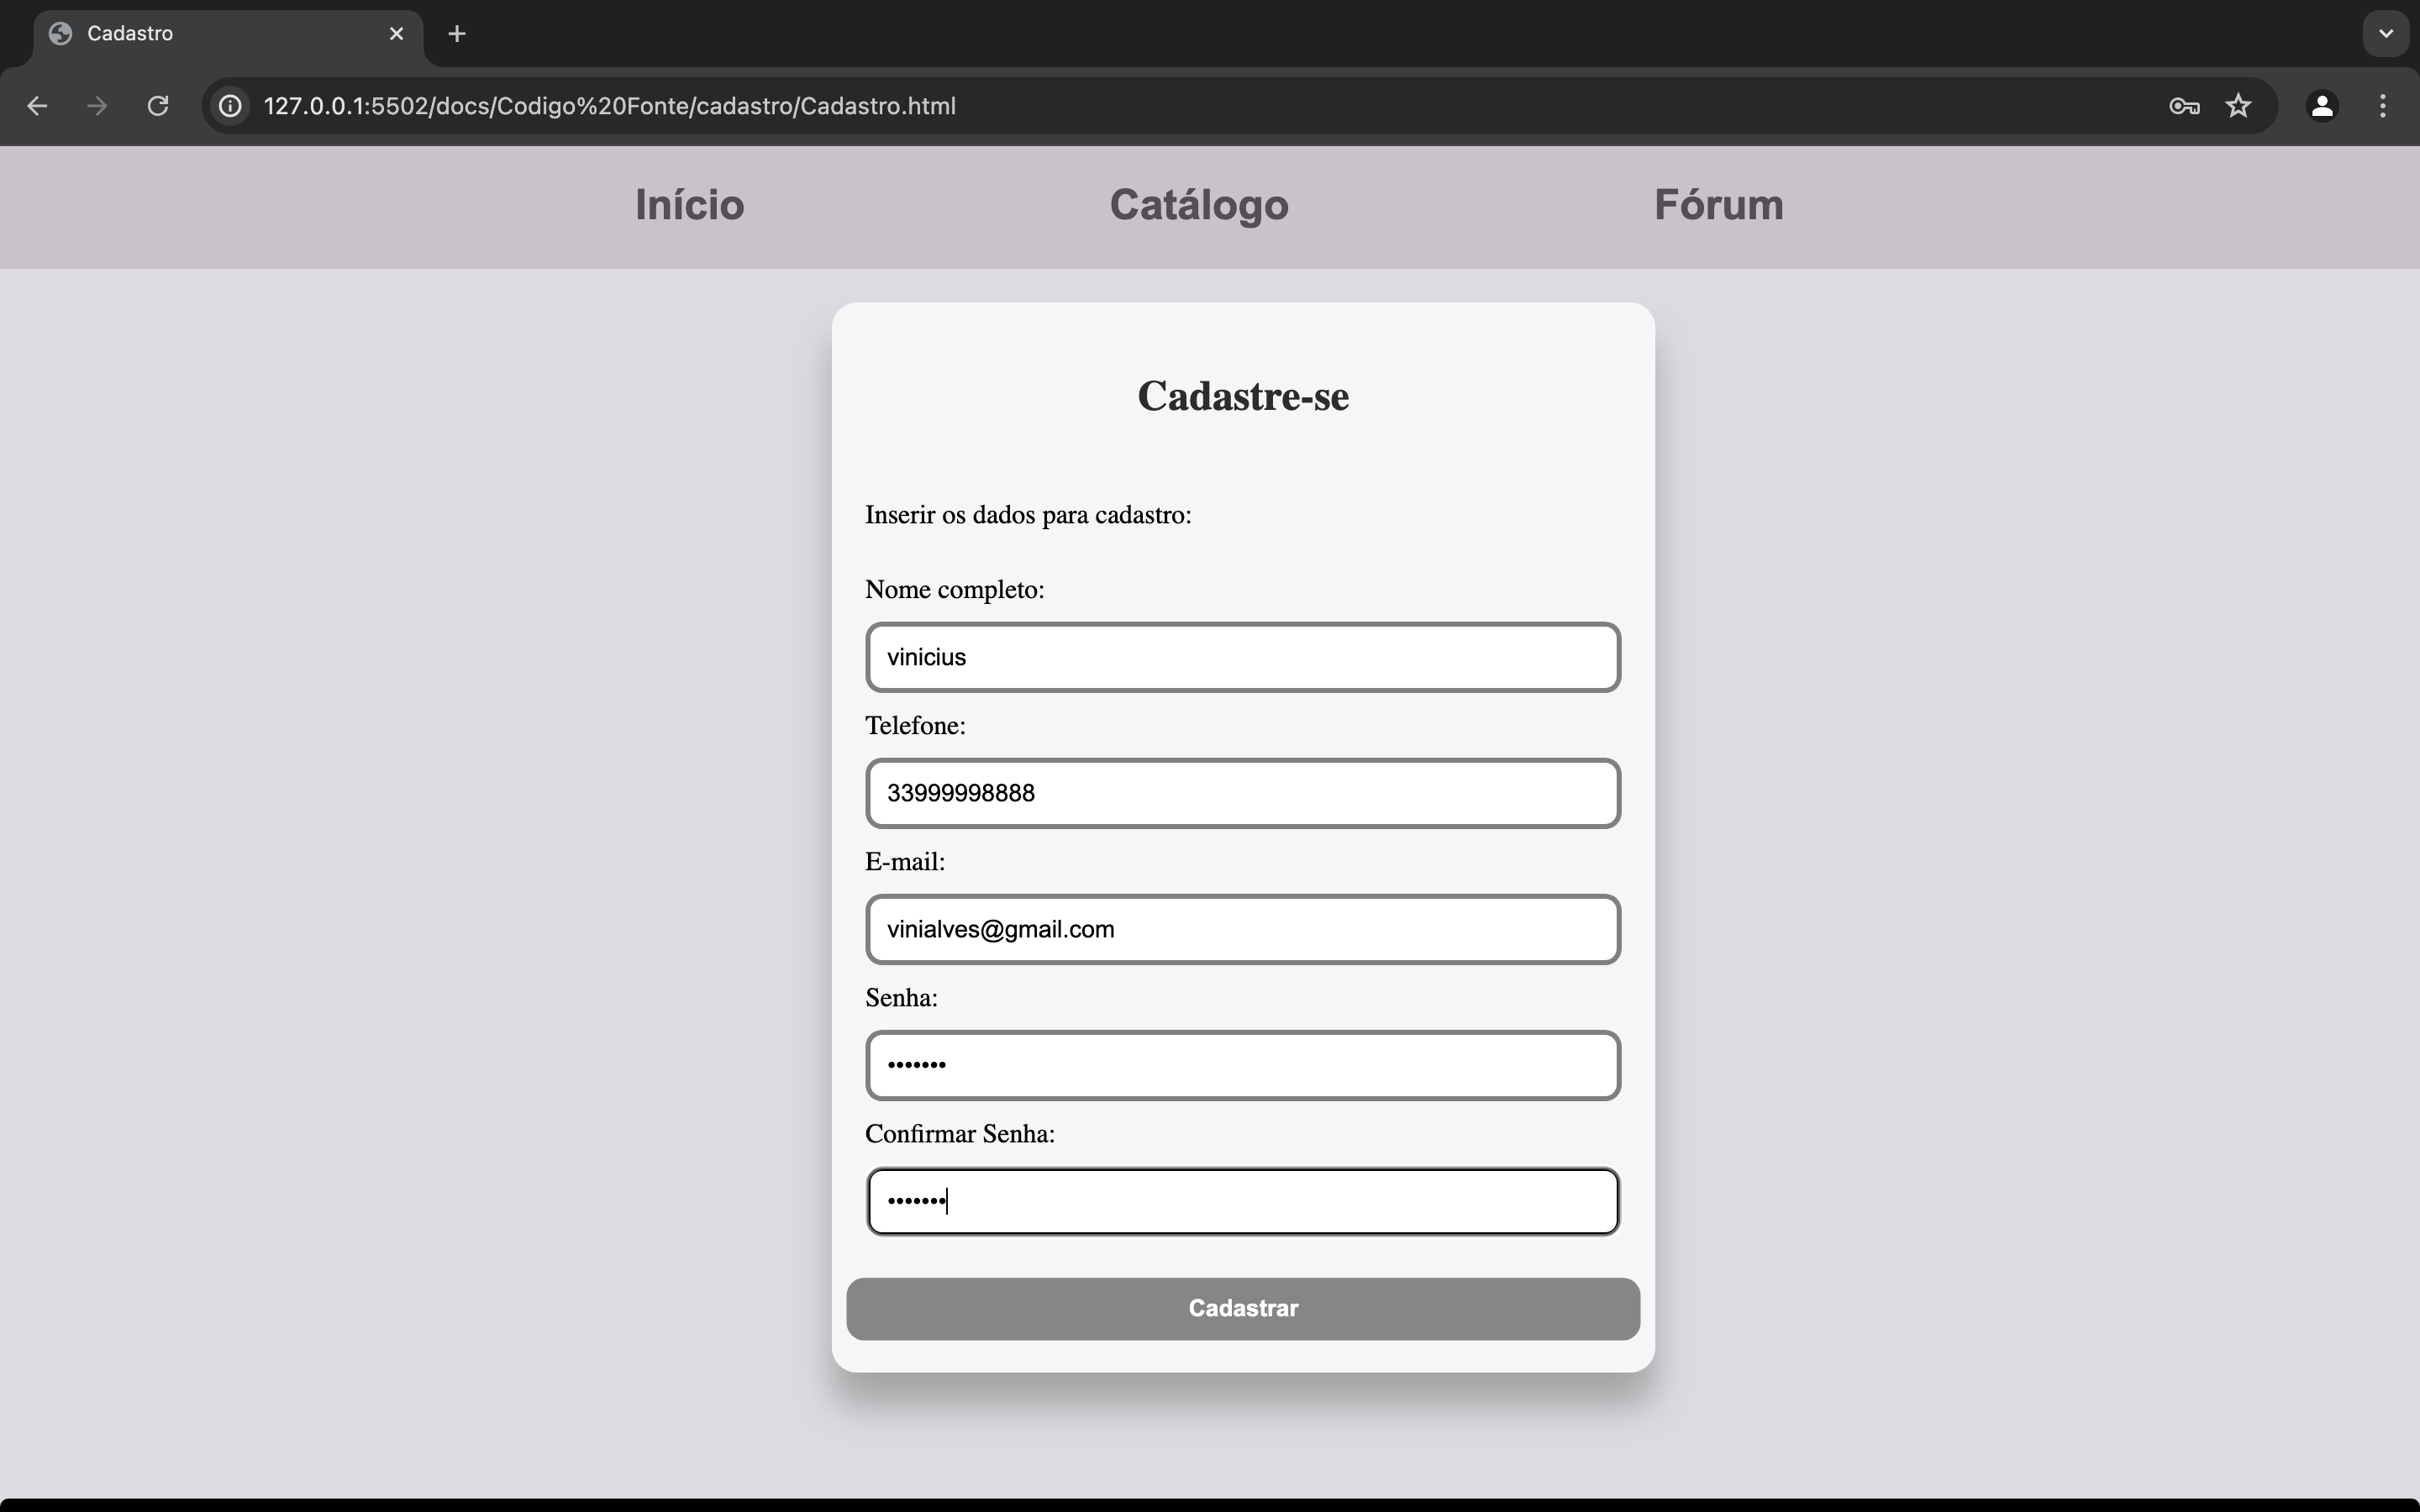 Cadastro
127.0.0.1:5502/docs/Codigo%20Fonte/cadastro/Cadastro.html
Início Catálogo Fórum
Cadastre-se
Inserir os dados para cadastro:
Nome completo:
vinicius
Telefone:
33999998888
E-mail:
vinialves@gmail.com
Senha:
•••••••
Confirmar Senha:
•••••••
Cadastrar